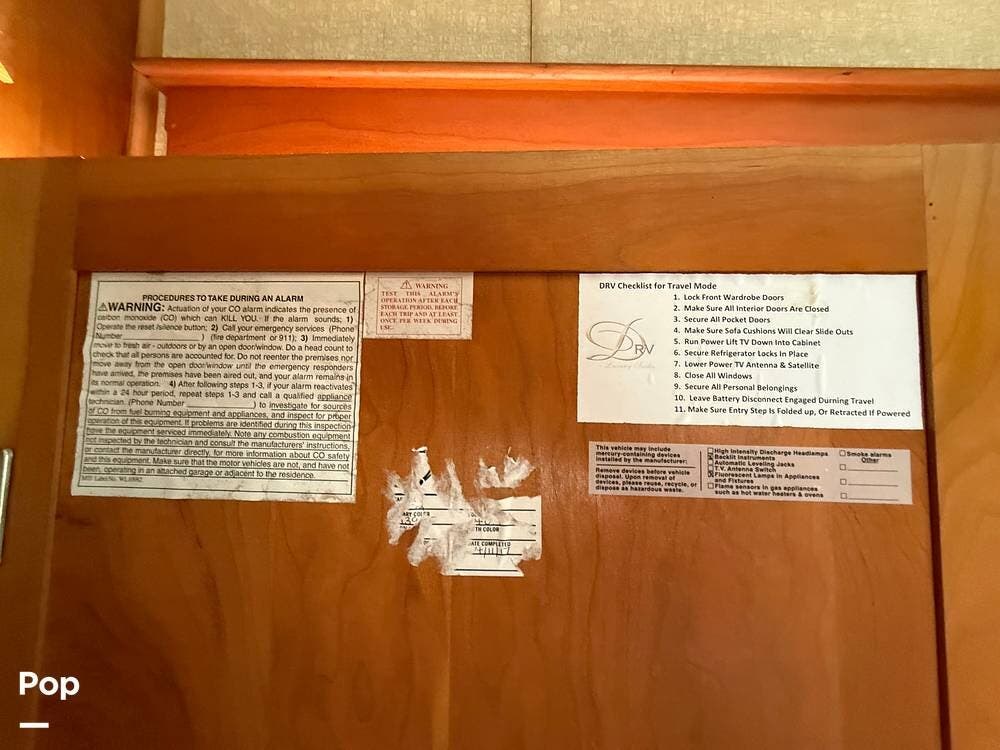 PROCEDURES TO TAKE DURING AN ALARM
WARNING: Actuation of your CO alarm indicates the presence of
carbon monoxide (CO) which can KILL YOU. If the alarm sounds; 1)
Operate the reset /silence button; 2) Call your emergency services (Phone
Number ) (fire department or 911); 3) Immediately
move to fresh air - outdoors or by an open door/window. Do a head count to
check that all persons are accounted for. Do not reenter the premises nor
move away from the open door/window until the emergency responders
have arrived, the premises have been aired out, and your alarm remains in
its normal operation. 4) After following steps 1-3, if your alarm reactivates
within a 24 hour period, repeat steps 1-3 and call a qualified appliance
technician. (Phone Number ) to investigate for sources
of CO from fuel burning equipment and appliances, and inspect for proper
operation of this equipment. If problems are identified during this inspection
have the equipment serviced immediately. Note any combustion equipment
not inspected by the technician and consult the manufacturers' instructions,
or contact the manufacturer directly, for more information about CO safety
and this equipment. Make sure that the motor vehicles are not, and have not
been, operating in an attached garage or adjacent to the residence.
MTI Label No.
WARNING
TEST THIS ALARM'S
OPERATION AFTER EACH
STORAGE PERIOD, BEFORE
EACH TRIP AND AT LEAST
ONCE PER WEEK DURING
USE.
DRV Checklist for Travel Mode
DRV
Luxury Suites
1. Lock Front Wardrobe Doors
2. Make Sure All Interior Doors Are Closed
3. Secure All Pocket Doors
4. Make Sure Sofa Cushions Will Clear Slide Outs
5. Run Power Lift TV Down Into Cabinet
6. Secure Refrigerator Locks In Place
7. Lower Power TV Antenna & Satellite
8. Close All Windows
9. Secure All Personal Belongings
10. Leave Battery Disconnect Engaged Durning Travel
11. Make Sure Entry Step Is Folded up, Or Retracted If Powered
This vehicle may include
mercury-containing devices
installed by the manufacturer:
Remove devices before vehicle
disposal. Upon removal of
devices, please reuse, recycle, or
dispose as hazardous waste.
High Intensity Discharge Headlamps
Backlit Instruments
Automatic Leveling Jacks
T.V. Antenna Switch
Fluorescent Lamps in Appliances
and Fixtures
Flame sensors in gas appliances
such as hot water heaters & ovens
Smoke alarms
Other
ARY COLOR
TH COLOR
ATE COMPLETED
Pop